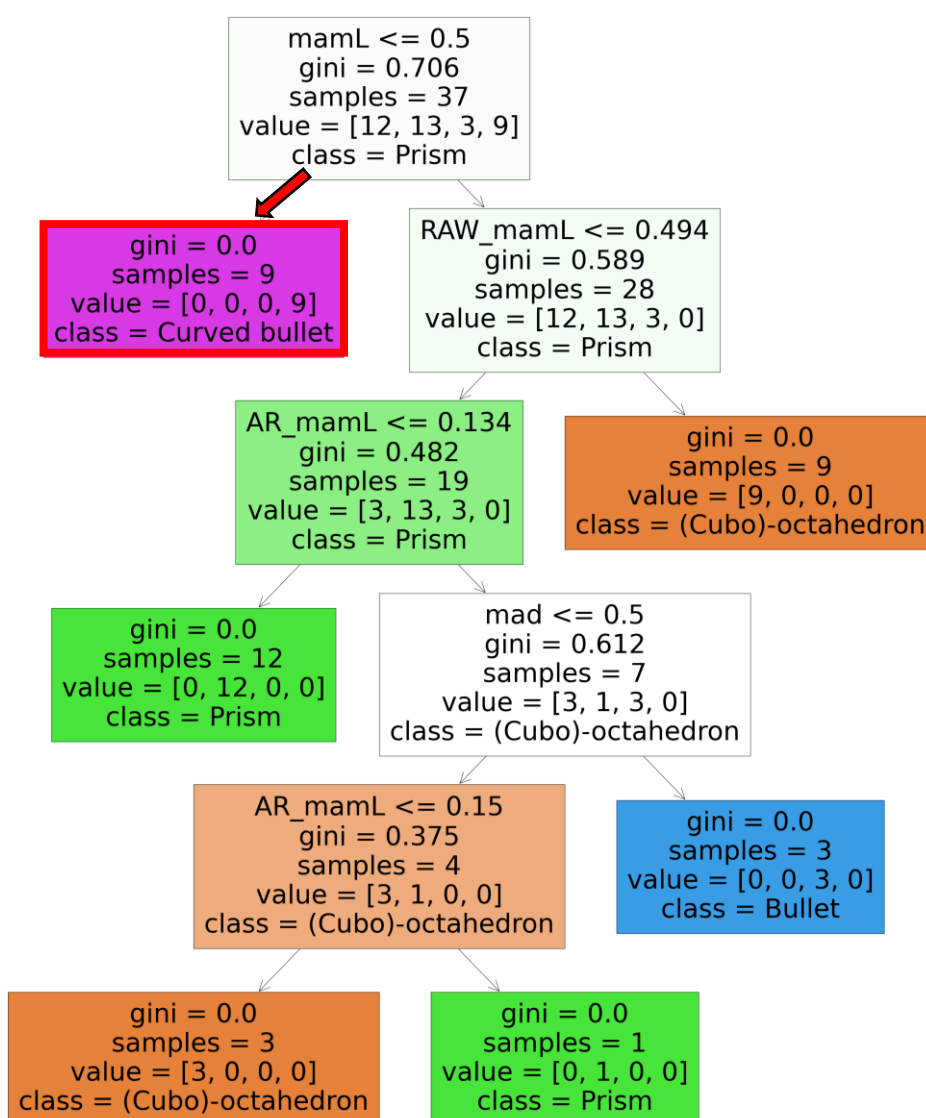 mamL <= 0.5
gini = 0.706
samples = 37
value = [12, 13, 3, 9]
class = Prism
gini = 0.0
samples = 9
value = [0, 0, 0, 9]
class = Curved bullet
RAW_mamL <= 0.494
gini = 0.589
samples = 28
value = [12, 13, 3, 0]
class = Prism
AR_mamL <= 0.134
gini = 0.482
samples = 19
value = [3, 13, 3, 0]
class = Prism
gini = 0.0
samples = 9
value = [9, 0, 0, 0]
class = (Cubo)-octahedron
gini = 0.0
samples = 12
value = [0, 12, 0, 0]
class = Prism
mad <= 0.5
gini = 0.612
samples = 7
value = [3, 1, 3, 0]
class = (Cubo)-octahedron
AR_mamL <= 0.15
gini = 0.375
samples = 4
value = [3, 1, 0, 0]
class = (Cubo)-octahedron
gini = 0.0
samples = 3
value = [0, 0, 3, 0]
class = Bullet
gini = 0.0
samples = 3
value = [3, 0, 0, 0]
class = (Cubo)-octahedron
gini = 0.0
samples = 1
value = [0, 1, 0, 0]
class = Prism